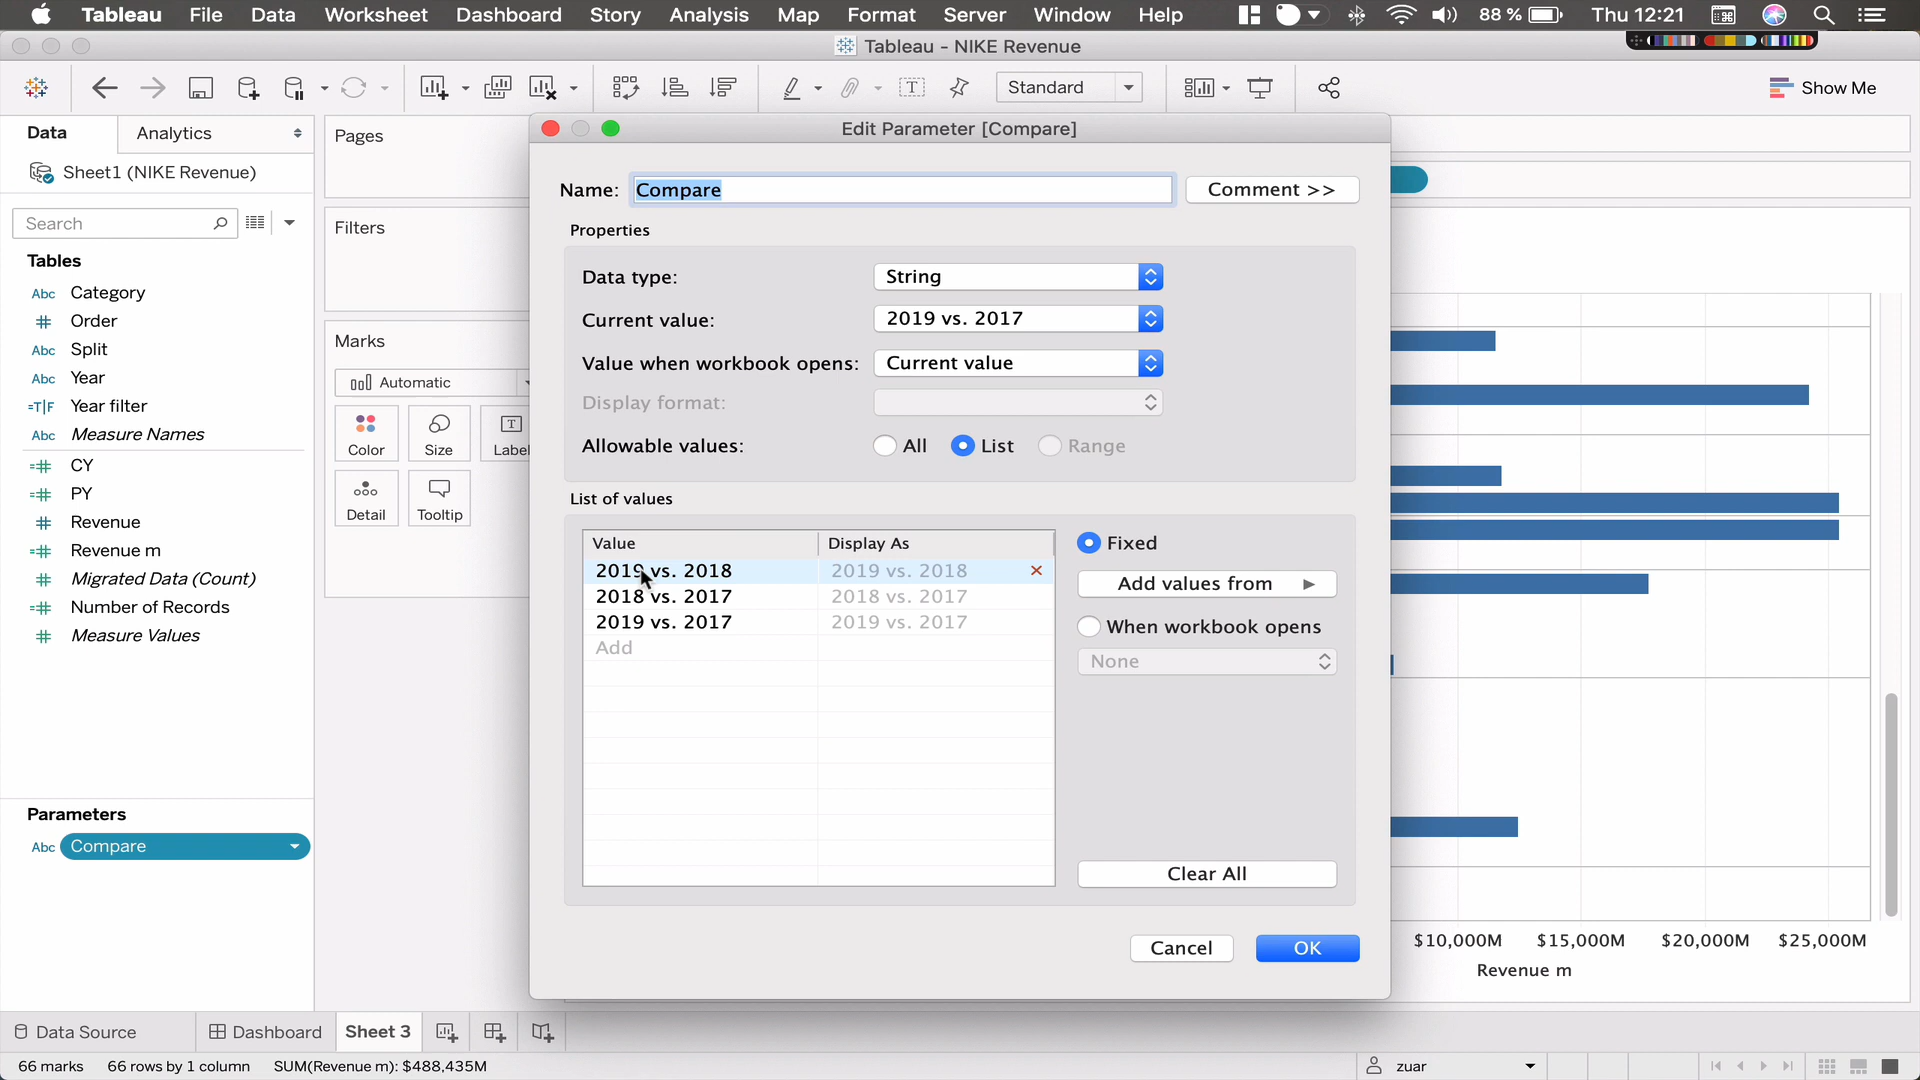 Tableau File Data Worksheet Dashboard Story Analysis Map Format Server Window Help 88 % Thu 12:21
Tableau - NIKE Revenue
Standard
Show Me
Data
Analytics
Pages
Sheet1 (NIKE Revenue)
Search
Filters
Tables
Abc Category
Order
Abc Split
Abc Year
=T|F Year filter
Abc Measure Names
CY
PY
Revenue
Revenue m
Migrated Data (Count)
Number of Records
Measure Values
Parameters
Abc Compare
Marks
Automatic
Color
Size
Label
Detail
Tooltip
Edit Parameter [Compare]
Name: Compare
Comment >>
Properties
Data type: String
Current value: 2019 vs. 2017
Value when workbook opens: Current value
Display format:
Allowable values: All List Range
List of values
Value Display As
2019 vs. 2018 2019 vs. 2018
2018 vs. 2017 2018 vs. 2017
2019 vs. 2017 2019 vs. 2017
Add
Fixed
Add values from
When workbook opens
None
Clear All
Cancel
OK
$10,000M $15,000M $20,000M $25,000M
Revenue m
Data Source
Dashboard
Sheet 3
66 marks 66 rows by 1 column SUM(Revenue m): $488,435M
zuar